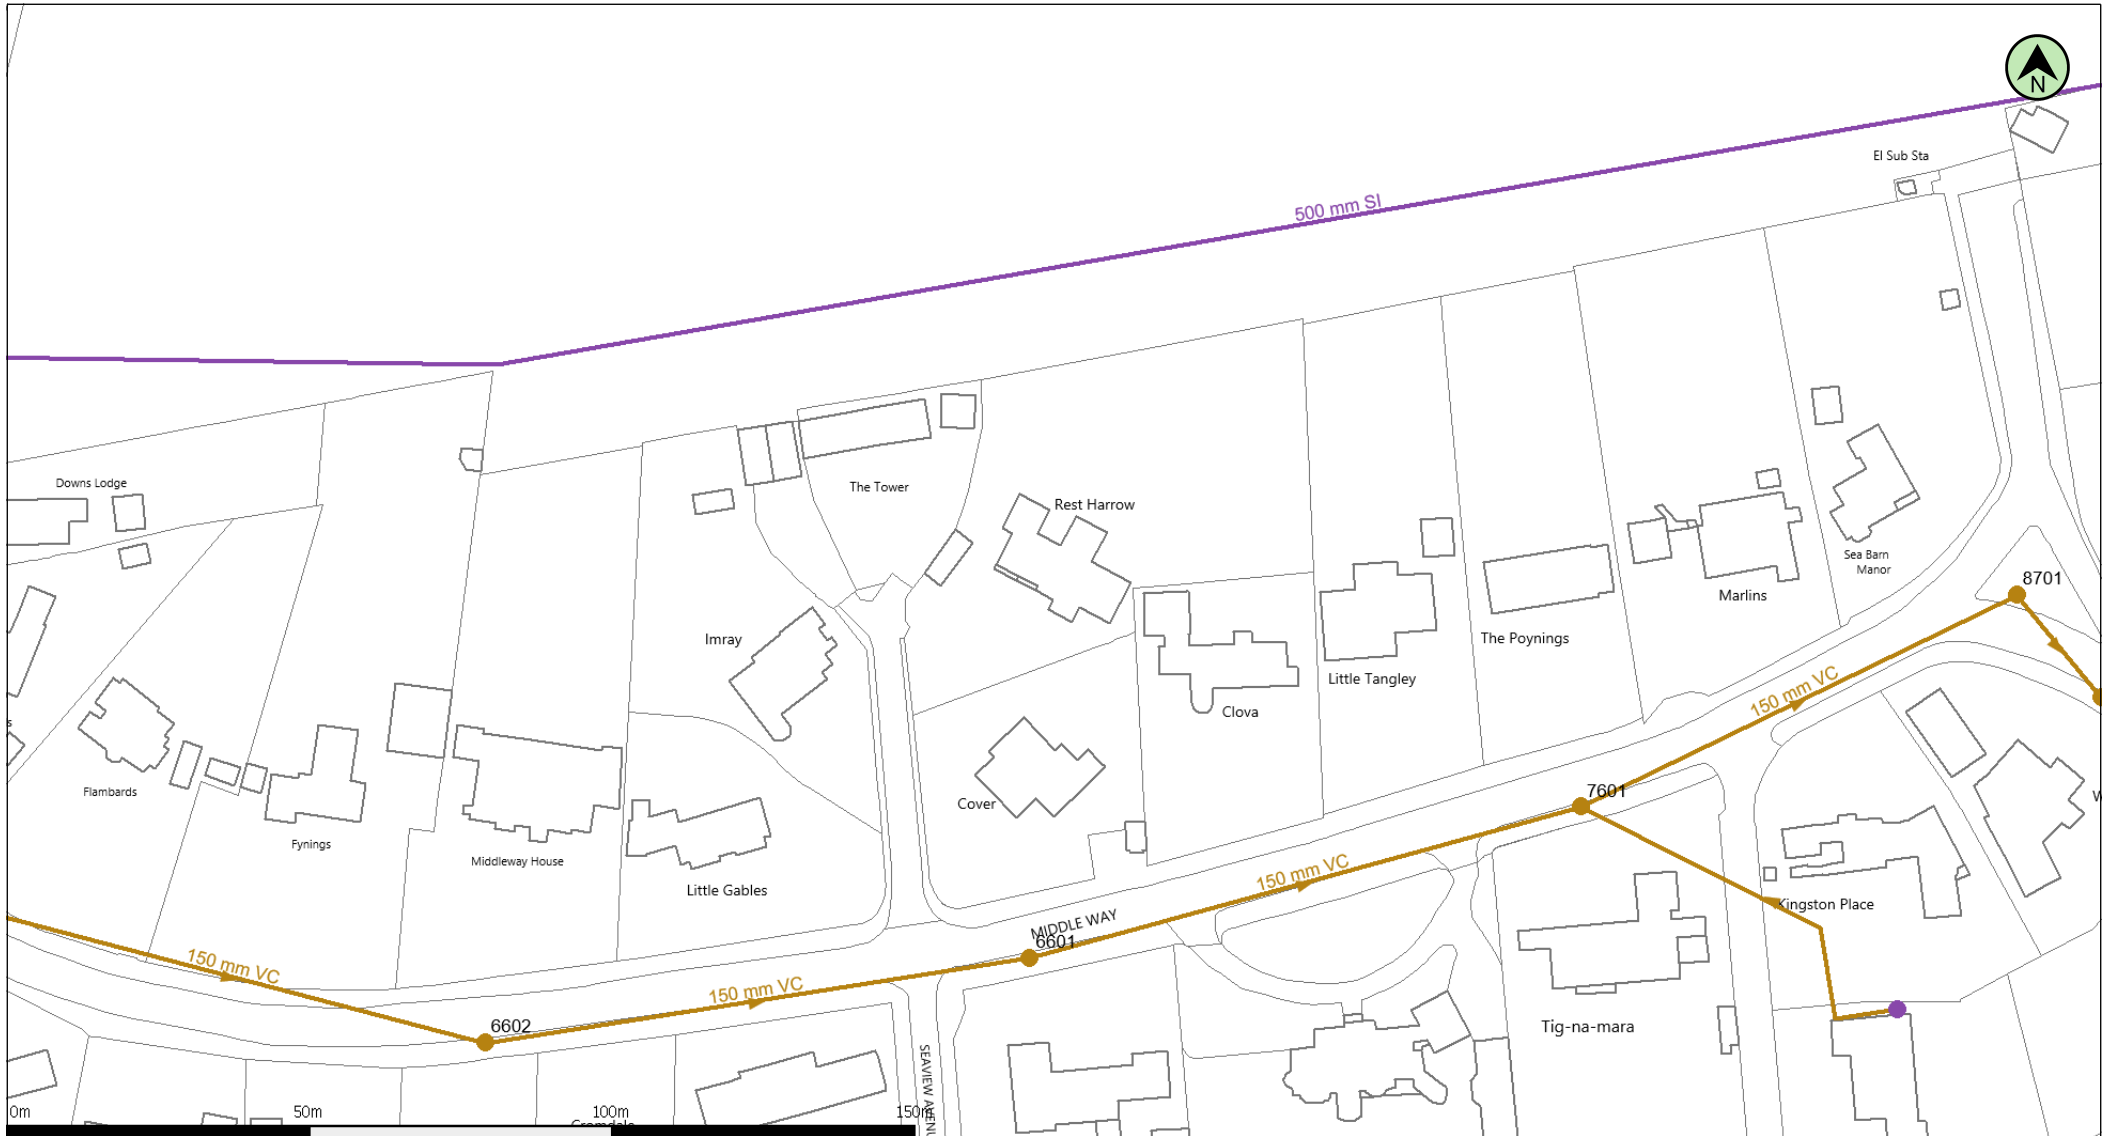 N
El Sub Sta
500 mm SI
Downs Lodge
The Tower
Rest Harrow
Sea Barn
Manor
8701
Marlins
Imray
The Poynings
Little Tangley
150 mm VC
Clova
Flambards
Cover
7601
Fynings
Middleway House
150 mm VC
Little Gables
Kingston Place
MIDDLE WAY
6601
150 mm VC
150 mm VC
6602
Tig-na-mara
SEAVIEW AVENU
0m
50m
100m
150m